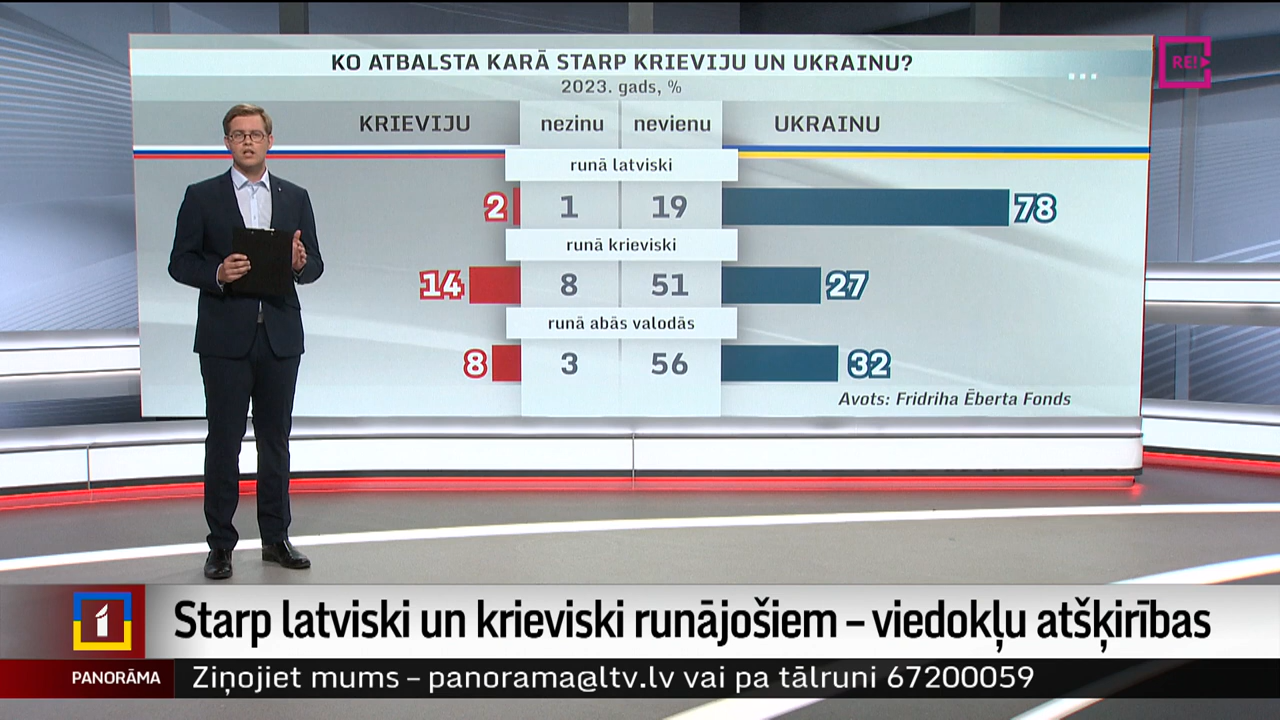 KO ATBALSTA KARĀ STARP KRIEVIJU UN UKRAINU?
2023. gads, %
RE!
KRIEVIJU nezinu nevienu UKRAINU
runā latviski
2 1 19 78
runā krieviski
14 8 51 27
runā abās valodās
8 3 56 32
Avots: Fridriha Ēberta Fonds
1 Starp latviski un krieviski runājošiem – viedokļu atšķirības
PANORĀMA Ziņojiet mums – panorama@ltv.lv vai pa tālruni 67200059